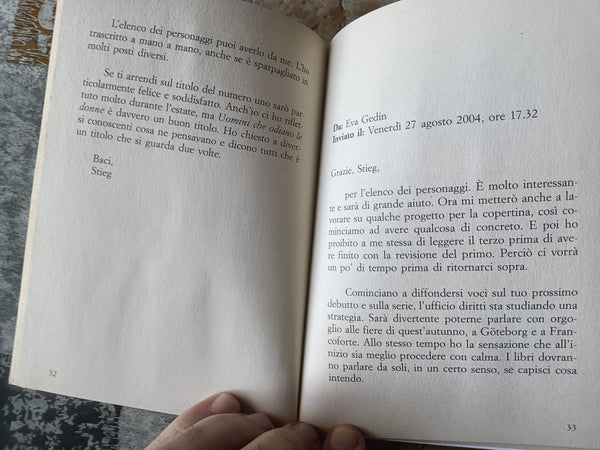 L'elenco dei personaggi puoi averlo da me. L'ho
trascritto a mano a mano, anche se è sparpagliato in
molti posti diversi.
Se ti arrendi sul titolo del numero uno sarò par-
ticolarmente felice e soddisfatto. Anch'io ci ho riflet-
tuto molto durante l'estate, ma Uomini che odiano le
donne è davvero un buon titolo. Ho chiesto a diver-
si conoscenti cosa ne pensavano e dicono tutti che è
un titolo che si guarda due volte.
Baci,
Stieg
32
Da: Eva Gedin
Inviato il: Venerdì 27 agosto 2004, ore 17.32
Grazie, Stieg,
per l'elenco dei personaggi. È molto interessan-
te e sarà di grande aiuto. Ora mi metterò anche a la-
vorare su qualche progetto per la copertina, così co-
minciamo ad avere qualcosa di concreto. E poi ho
proibito a me stessa di leggere il terzo prima di ave-
re finito con la revisione del primo. Perciò ci vorrà
un po' di tempo prima di ritornarci sopra.
Cominciano a diffondersi voci sul tuo prossimo
debutto e sulla serie, l'ufficio diritti sta studiando una
strategia. Sarà divertente poterne parlare con orgo-
glio alle fiere di quest'autunno, a Göteborg e a Fran-
coforte. Allo stesso tempo ho la sensazione che all'i-
nizio sia meglio procedere con calma. I libri dovran-
no parlare da soli, in un certo senso, se capisci cosa
intendo.
33